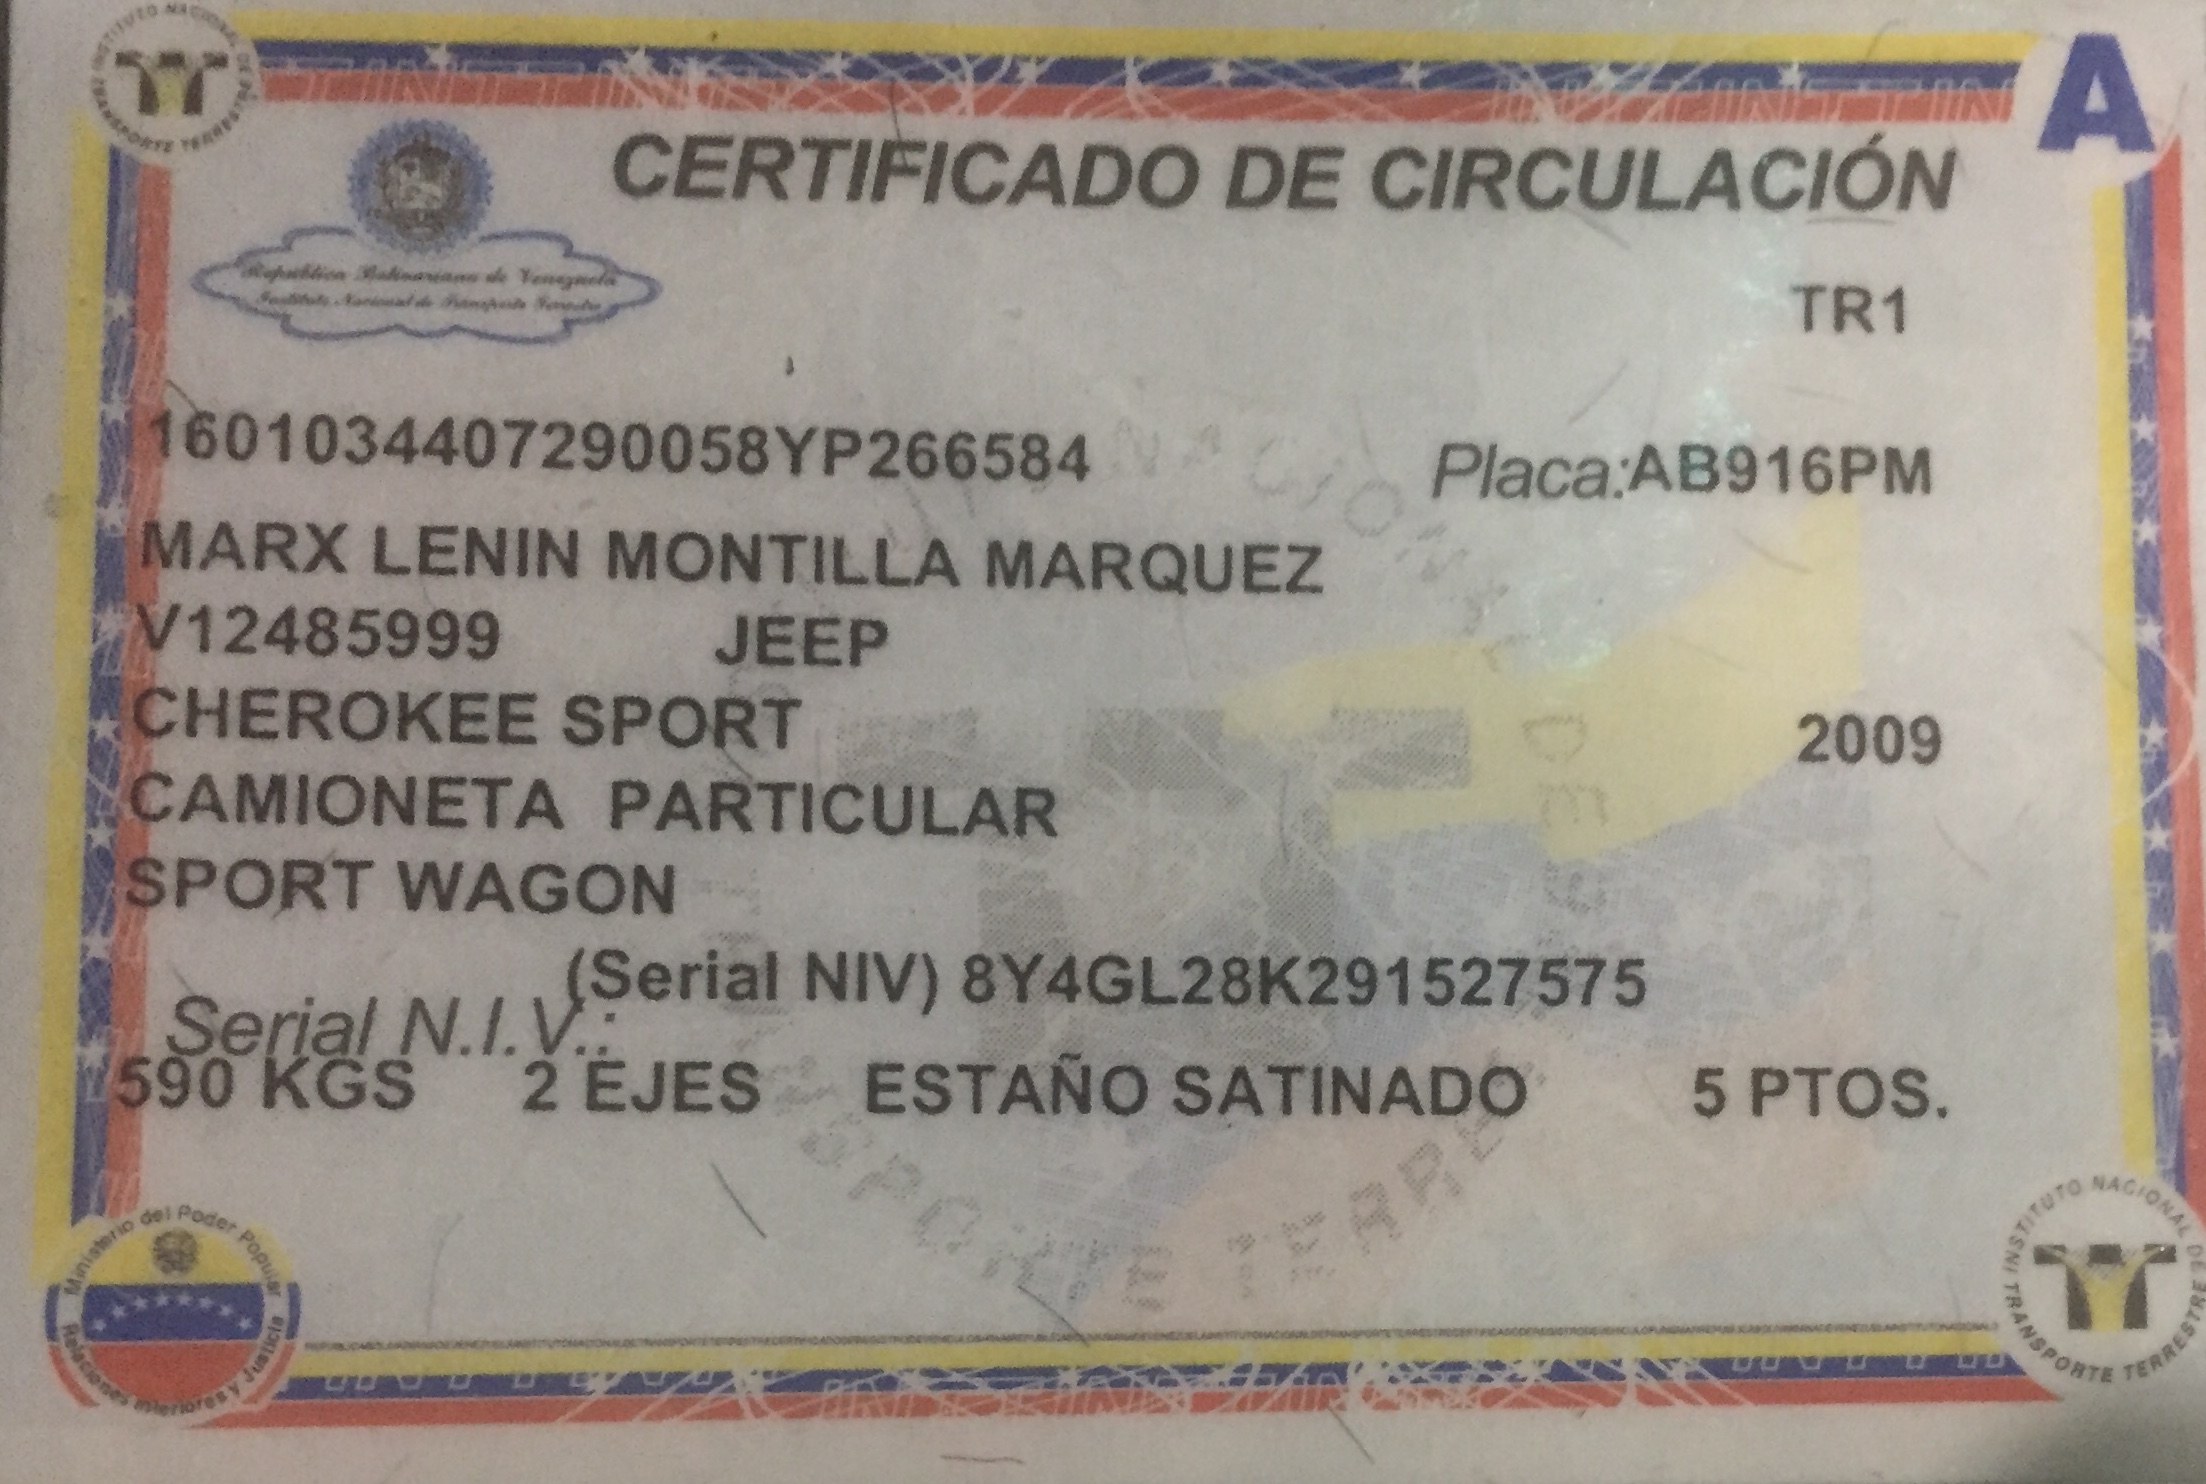 INSTITUTO NACIONAL DE TRANSPORTE TERRESTRE
A
CERTIFICADO DE CIRCULACIÓN
República Bolivariana de Venezuela
Instituto Nacional de Transporte Terrestre
TR1
1601034407290058YP266584 Placa:AB916PM
MARX LENIN MONTILLA MARQUEZ
V12485999 JEEP
CHEROKEE SPORT 2009
CAMIONETA PARTICULAR
SPORT WAGON
(Serial NIV) 8Y4GL28K291527575
Serial N.I.V.:
590 KGS 2 EJES ESTAÑO SATINADO 5 PTOS.
Ministerio del Poder Popular
Relaciones Interiores y Justicia
INSTITUTO NACIONAL DE TRANSPORTE TERRESTRE